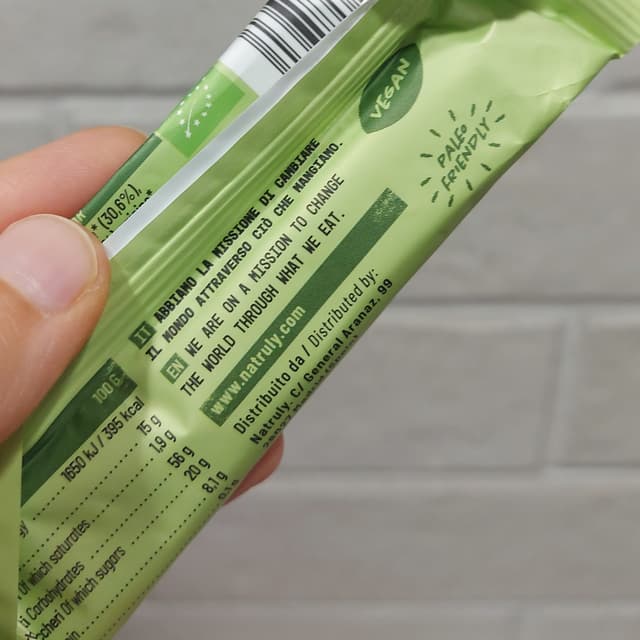 VEGAN
PALEO
FRIENDLY
(30,6%),
IT ABBIAMO LA MISSIONE DI CAMBIARE
IL MONDO ATTRAVERSO CIÒ CHE MANGIAMO.
EN WE ARE ON A MISSION TO CHANGE
THE WORLD THROUGH WHAT WE EAT.
www.natruly.com
Distribuito da / Distributed by:
Natruly. C/ General Aranaz, 99
100 g
1650 kJ / 395 kcal
15 g
of which saturates 1,9 g
Carbohydrates 56 g
Of which sugars 20 g
8,1 g